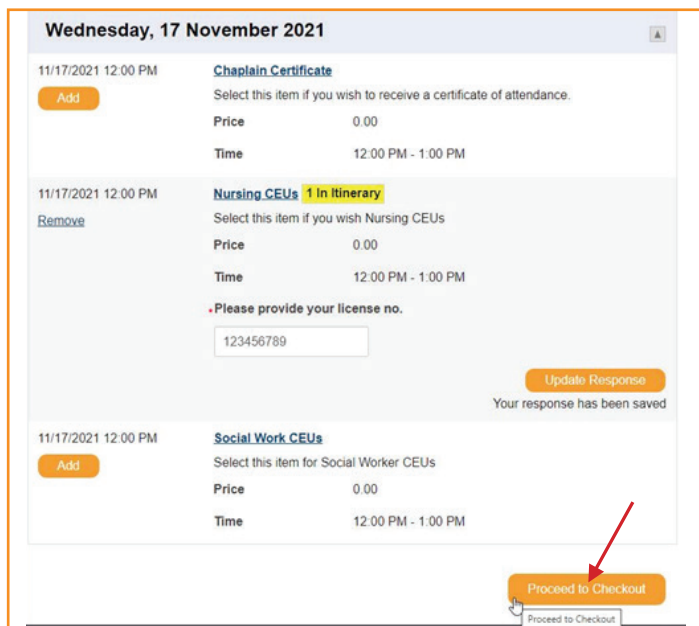 Wednesday, 17 November 2021
11/17/2021 12:00 PM
Chaplain Certificate
Add
Select this item if you wish to receive a certificate of attendance.
Price 0.00
Time 12:00 PM - 1:00 PM
11/17/2021 12:00 PM
Nursing CEUs 1 In Itinerary
Remove
Select this item if you wish Nursing CEUs
Price 0.00
Time 12:00 PM - 1:00 PM
•Please provide your license no.
123456789
Update Response
Your response has been saved
11/17/2021 12:00 PM
Social Work CEUs
Add
Select this item for Social Worker CEUs
Price 0.00
Time 12:00 PM - 1:00 PM
Proceed to Checkout
Proceed to Checkout